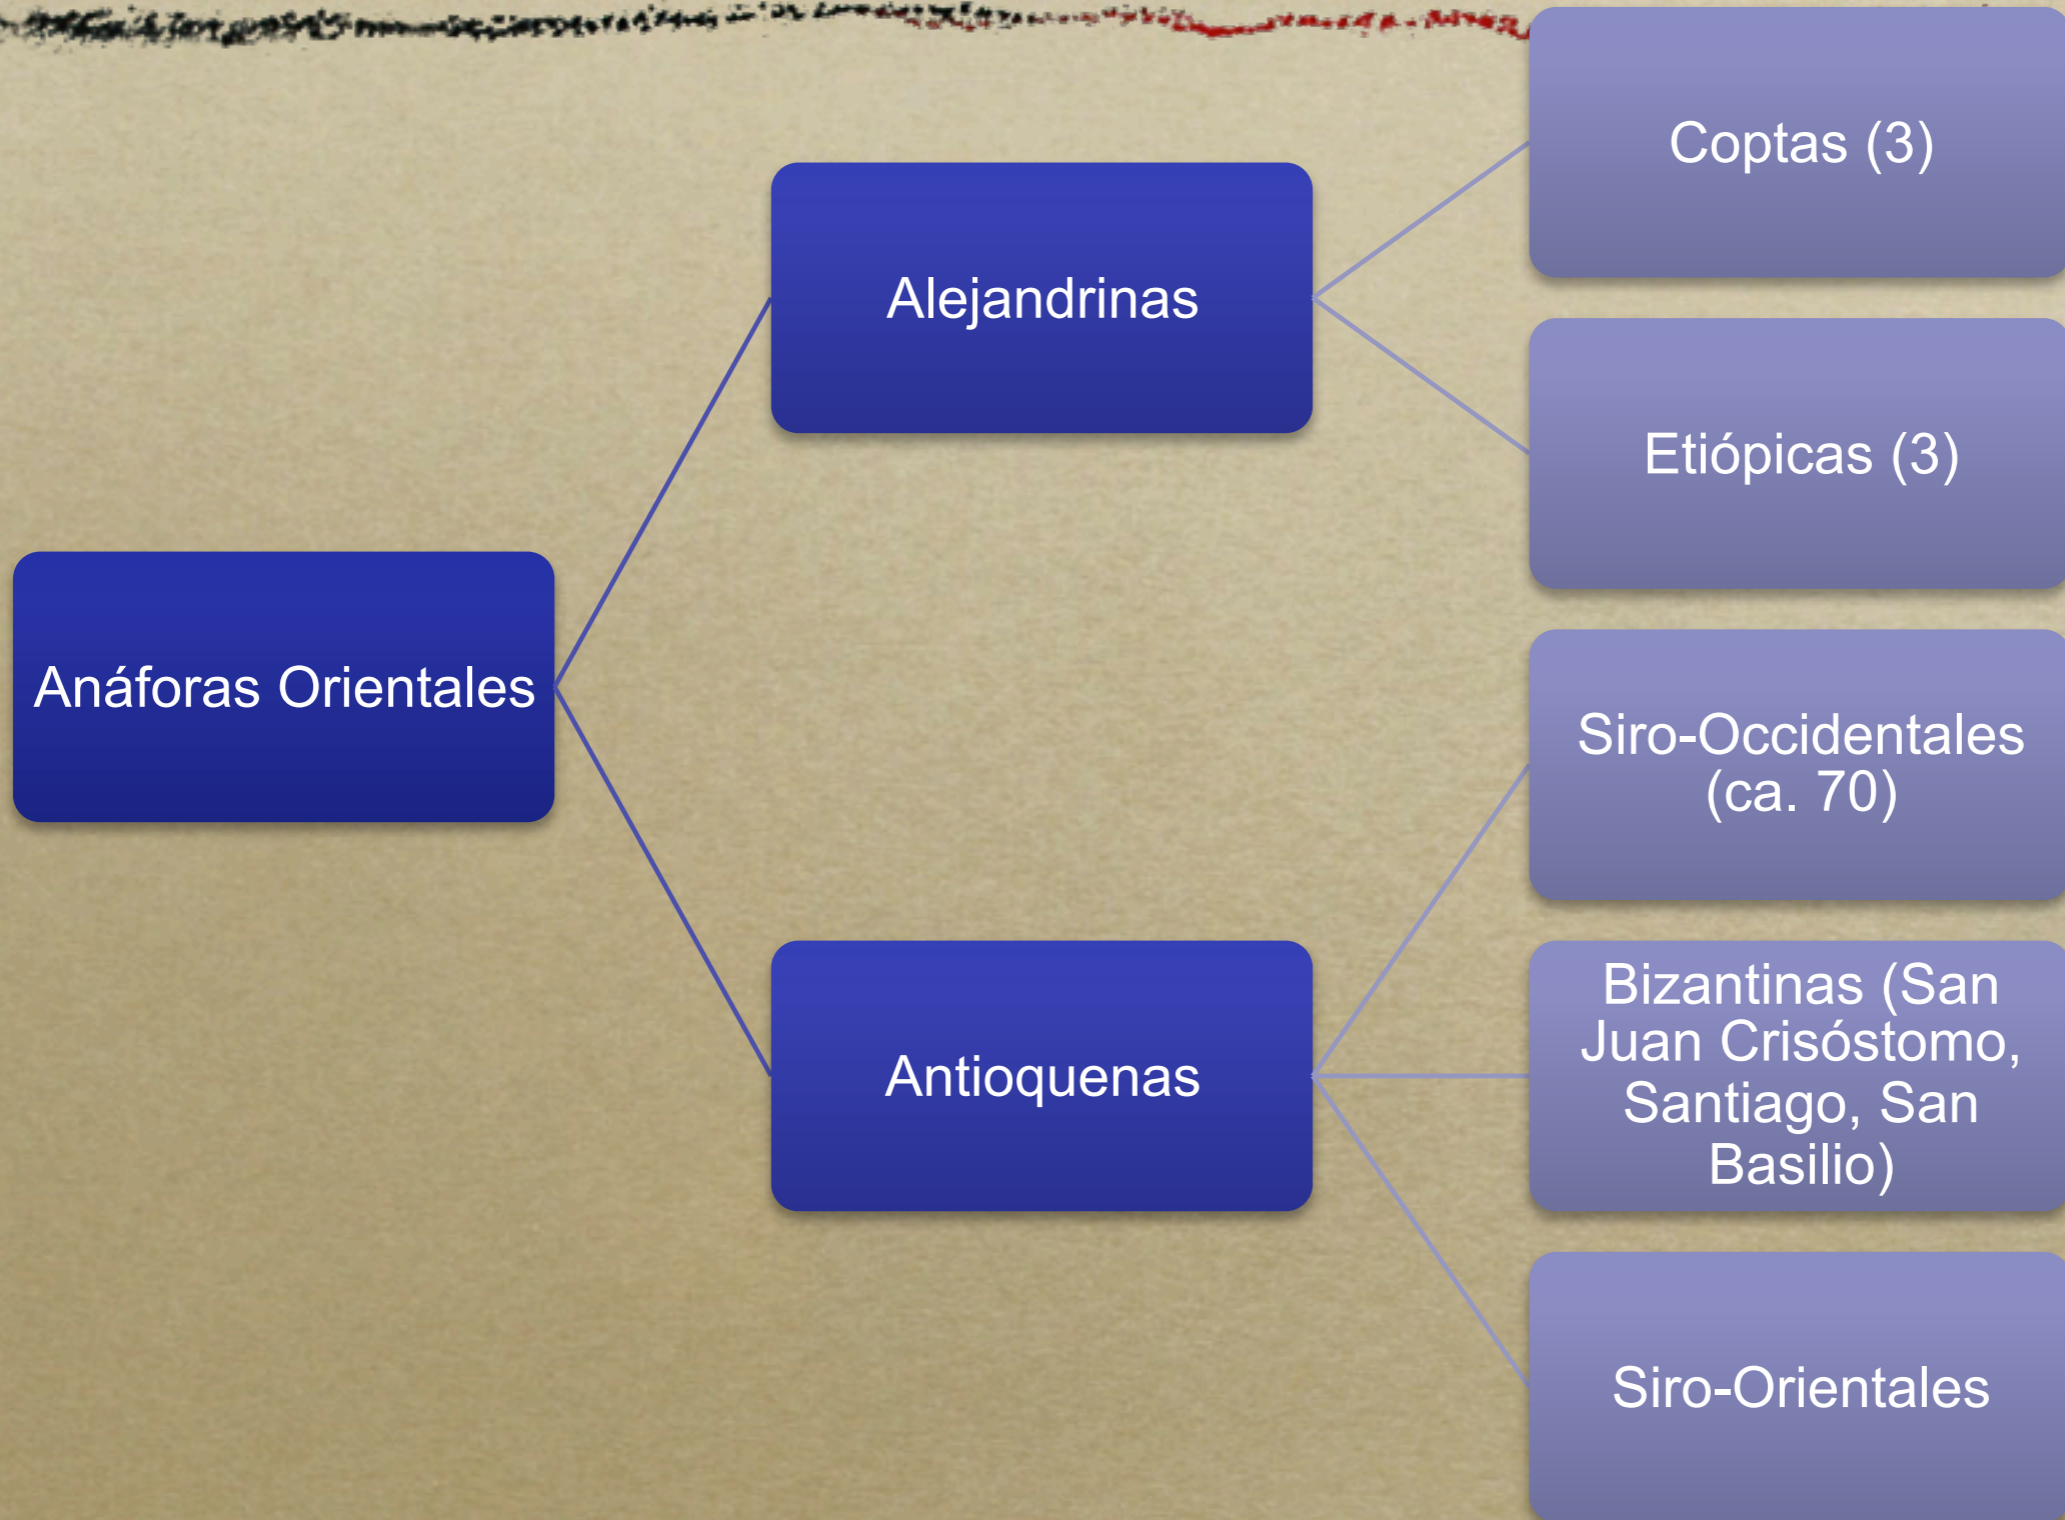 Anáforas Orientales
Alejandrinas
Coptas (3)
Etiópicas (3)
Antioquenas
Siro-Occidentales
(ca. 70)
Bizantinas (San
Juan Crisóstomo,
Santiago, San
Basilio)
Siro-Orientales